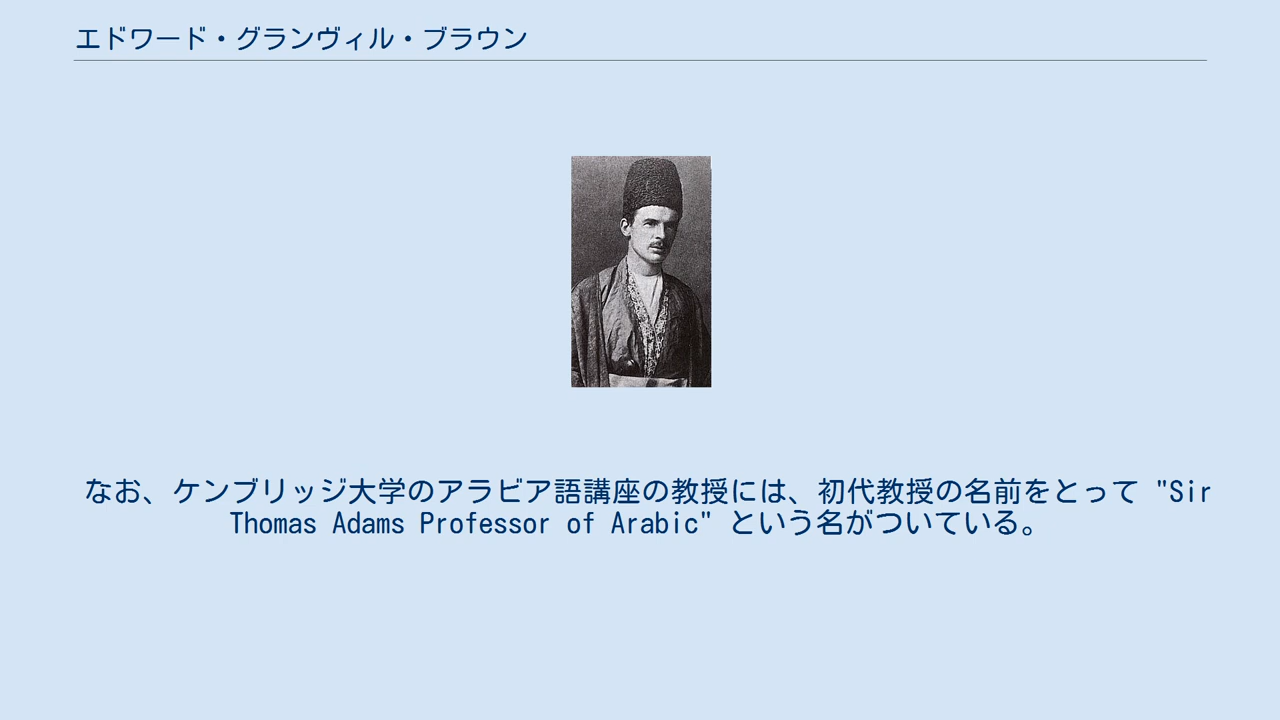 エドワード・グランヴィル・ブラウン
なお、ケンブリッジ大学のアラビア語講座の教授には、初代教授の名前をとって "Sir
Thomas Adams Professor of Arabic" という名がついている。